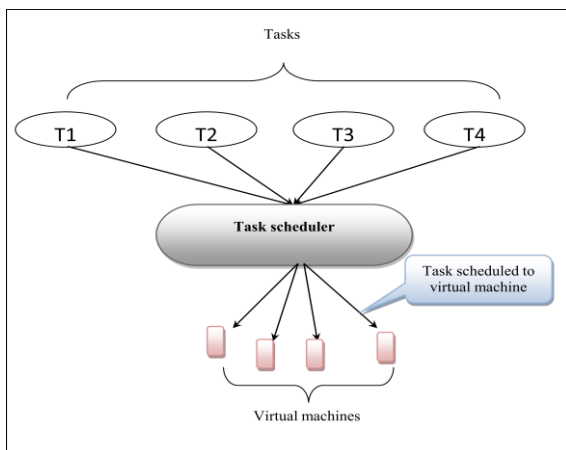 Tasks
T1
T2
T3
T4
Task scheduler
Task scheduled to
virtual machine
Virtual machines